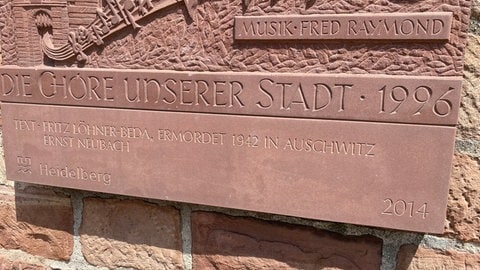 MUSIK · FRED RAYMOND
DIE CHÖRE UNSERER STADT · 1996
TEXT · FRITZ LÖHNER-BEDA, ERMORDET 1942 IN AUSCHWITZ
ERNST NEUBACH
Heidelberg
2014